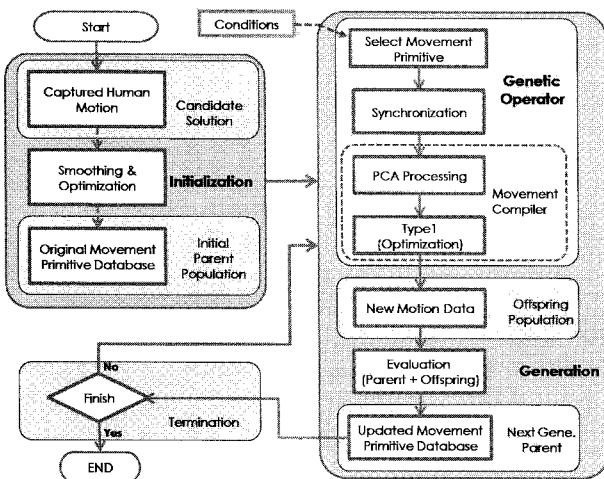 Start
Captured Human
Motion
Candidate
Solution
Smoothing &
Optimization
Initialization
Original Movement
Primitive Database
Initial
Parent
Population
Conditions
Select Movement
Primitive
Genetic
Operator
Synchronization
PCA Processing
Movement
Compiler
Type1
(Optimization)
New Motion Data
Offspring
Population
Evaluation
(Parent + Offspring)
Generation
Updated Movement
Primitive Database
Next Gene.
Parent
No
Finish
Yes
Termination
END